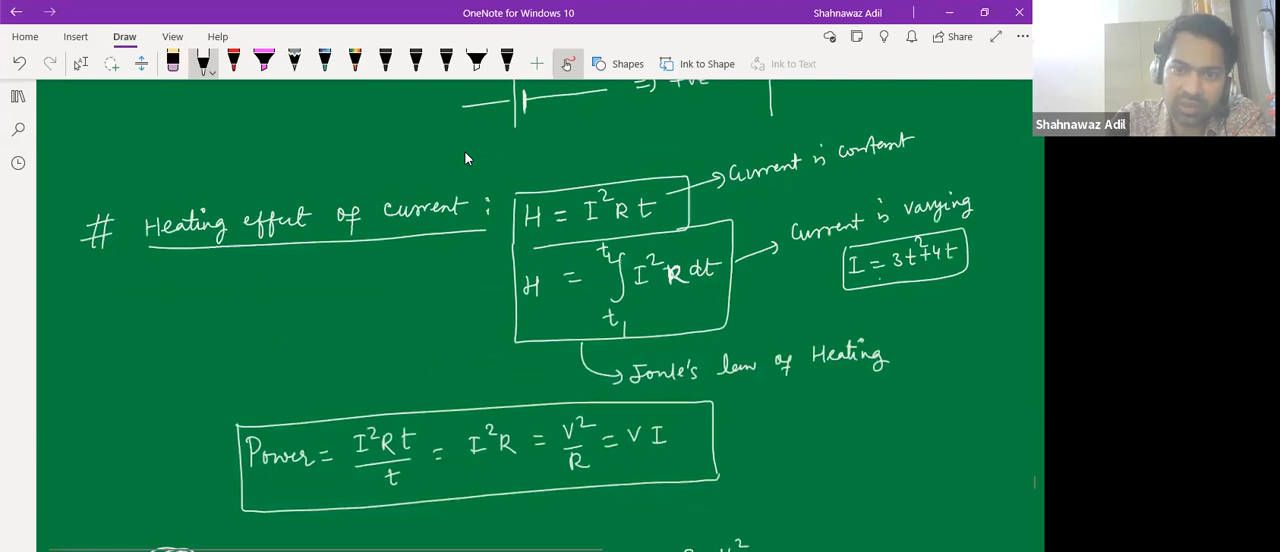 OneNote for Windows 10
Shahnawaz Adil
Home Insert Draw View Help
Share
Shapes Ink to Shape Ink to Text
⇒ +ve
# Heating effect of current : H = I²Rt → Current is constant
H = ∫ₜ₁^t₂ I²R dt → Current is varying
I = 3t²+4t
→ Joule's law of Heating
Power = I²Rt/t = I²R = V²/R = VI
Shahnawaz Adil